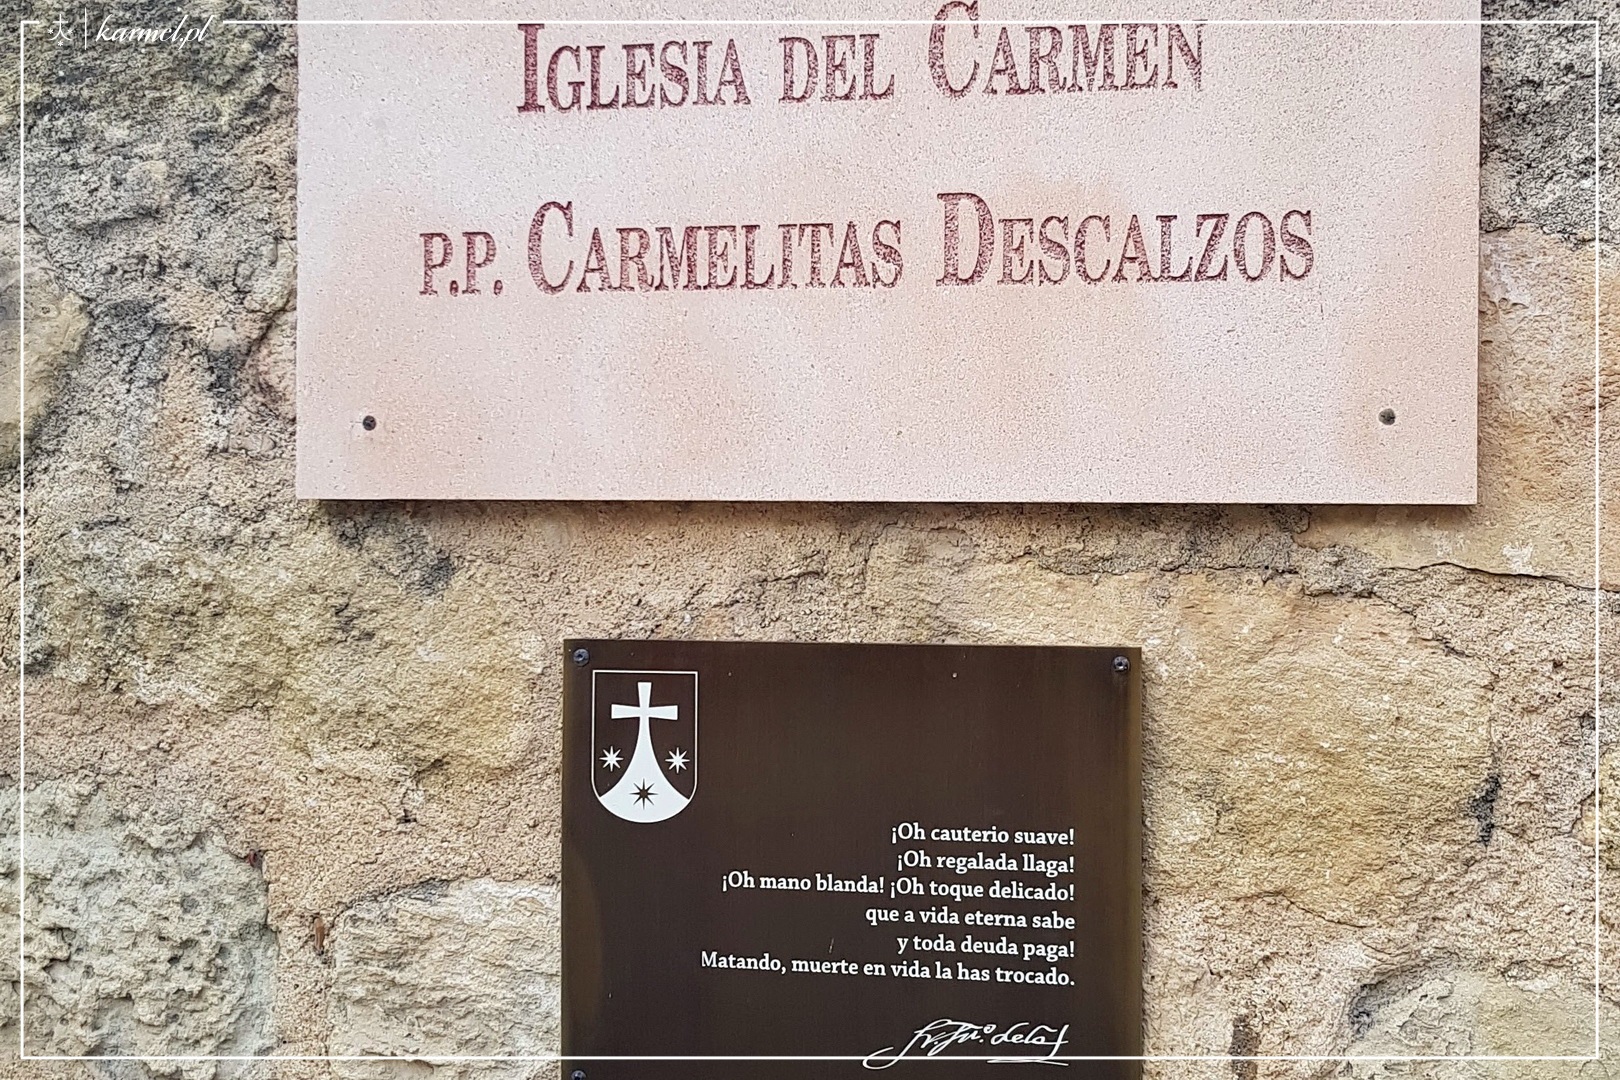 karmel.pl
IGLESIA DEL CARMEN
P.P. CARMELITAS DESCALZOS
¡Oh cauterio suave!
¡Oh regalada llaga!
¡Oh mano blanda! ¡Oh toque delicado!
que a vida eterna sabe
y toda deuda paga!
Matando, muerte en vida la has trocado.